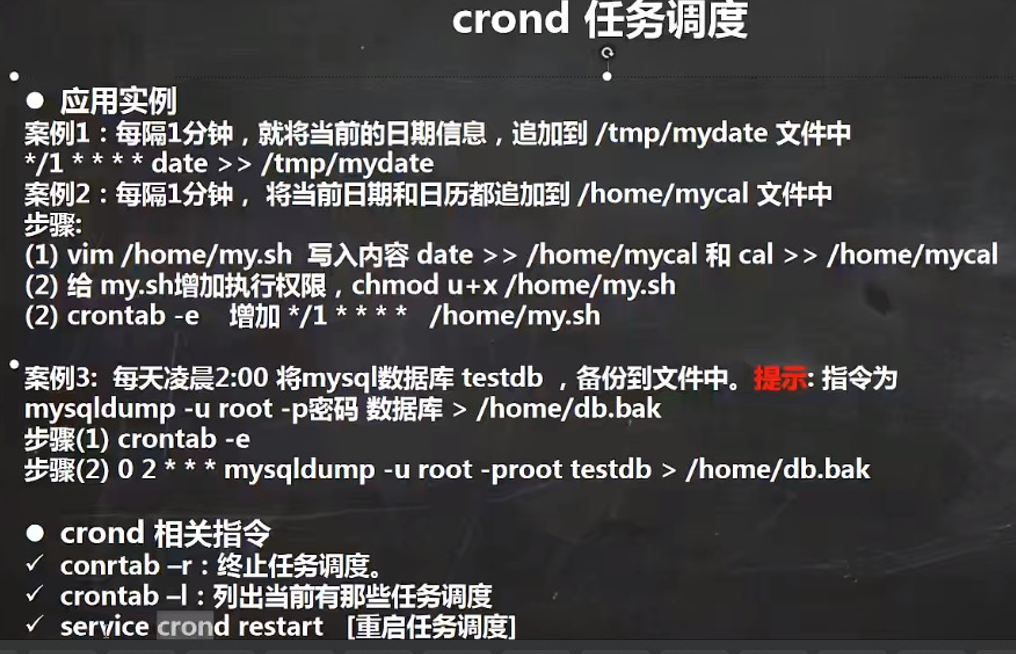 crond 任务调度
● 应用实例
案例1：每隔1分钟，就将当前的日期信息，追加到 /tmp/mydate 文件中
*/1 * * * * date >> /tmp/mydate
案例2：每隔1分钟， 将当前日期和日历都追加到 /home/mycal 文件中
步骤:
(1) vim /home/my.sh 写入内容 date >> /home/mycal 和 cal >> /home/mycal
(2) 给 my.sh增加执行权限，chmod u+x /home/my.sh
(2) crontab -e 增加 */1 * * * * /home/my.sh
案例3: 每天凌晨2:00 将mysql数据库 testdb ，备份到文件中。提示: 指令为
mysqldump -u root -p密码 数据库 > /home/db.bak
步骤(1) crontab -e
步骤(2) 0 2 * * * mysqldump -u root -proot testdb > /home/db.bak
● crond 相关指令
✓ conrtab –r：终止任务调度。
✓ crontab –l：列出当前有那些任务调度
✓ service crond restart [重启任务调度]